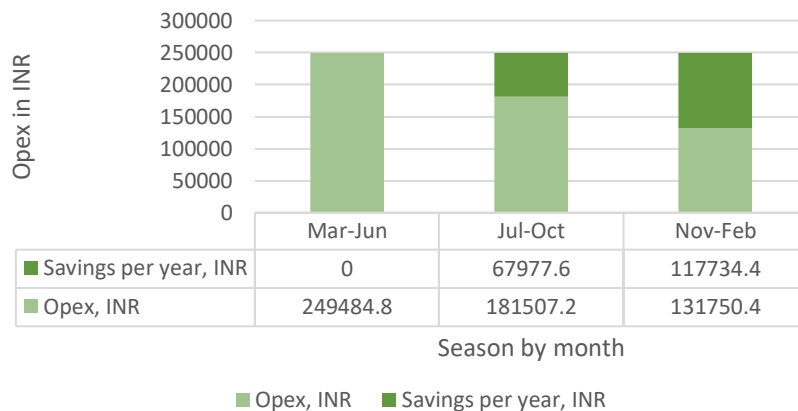 Opex in INR
300000
250000
200000
150000
100000
50000
0
Mar-Jun Jul-Oct Nov-Feb
Savings per year, INR 0 67977.6 117734.4
Opex, INR 249484.8 181507.2 131750.4
Season by month
Opex, INR Savings per year, INR